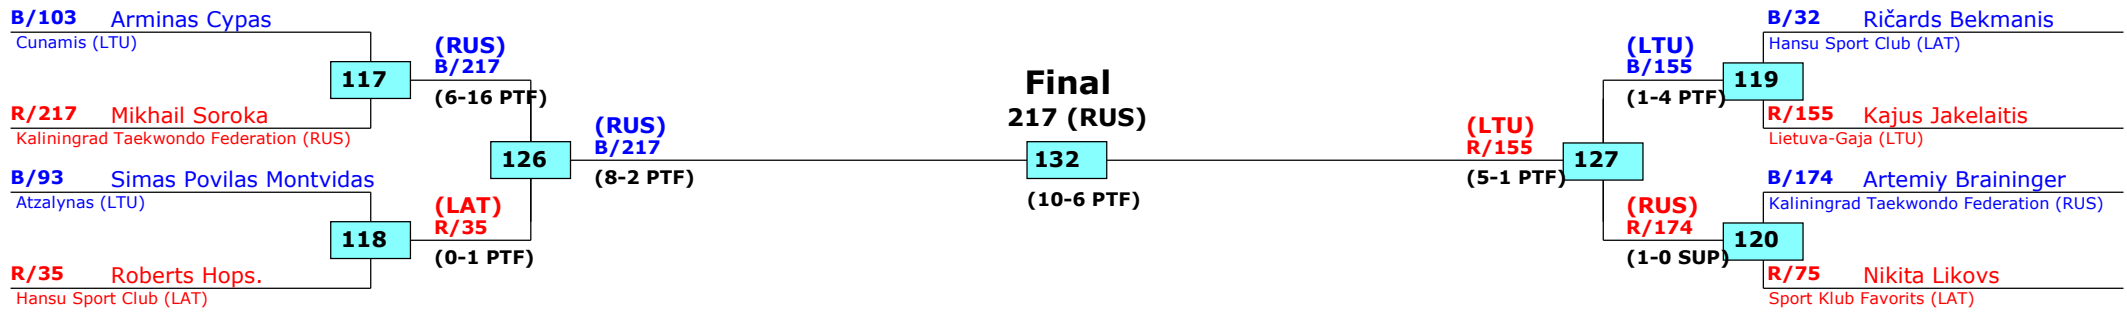 B/103 Arminas Cypas
Cunamis (LTU)
117
R/217 Mikhail Soroka
Kaliningrad Taekwondo Federation (RUS)
B/93 Simas Povilas Montvidas
Atzalynas (LTU)
118
R/35 Roberts Hops.
Hansu Sport Club (LAT)
(RUS)
B/217
(6-16 PTF)
126
(LAT)
R/35
(0-1 PTF)
(RUS)
B/217
(8-2 PTF)
Final
217 (RUS)
132
(10-6 PTF)
(LTU)
R/155
(5-1 PTF)
127
(LTU)
B/155
(1-4 PTF)
(RUS)
R/174
(1-0 SUP)
B/32 Ričards Bekmanis
Hansu Sport Club (LAT)
119
R/155 Kajus Jakelaitis
Lietuva-Gaja (LTU)
B/174 Artemiy Braininger
Kaliningrad Taekwondo Federation (RUS)
120
R/75 Nikita Likovs
Sport Klub Favorits (LAT)